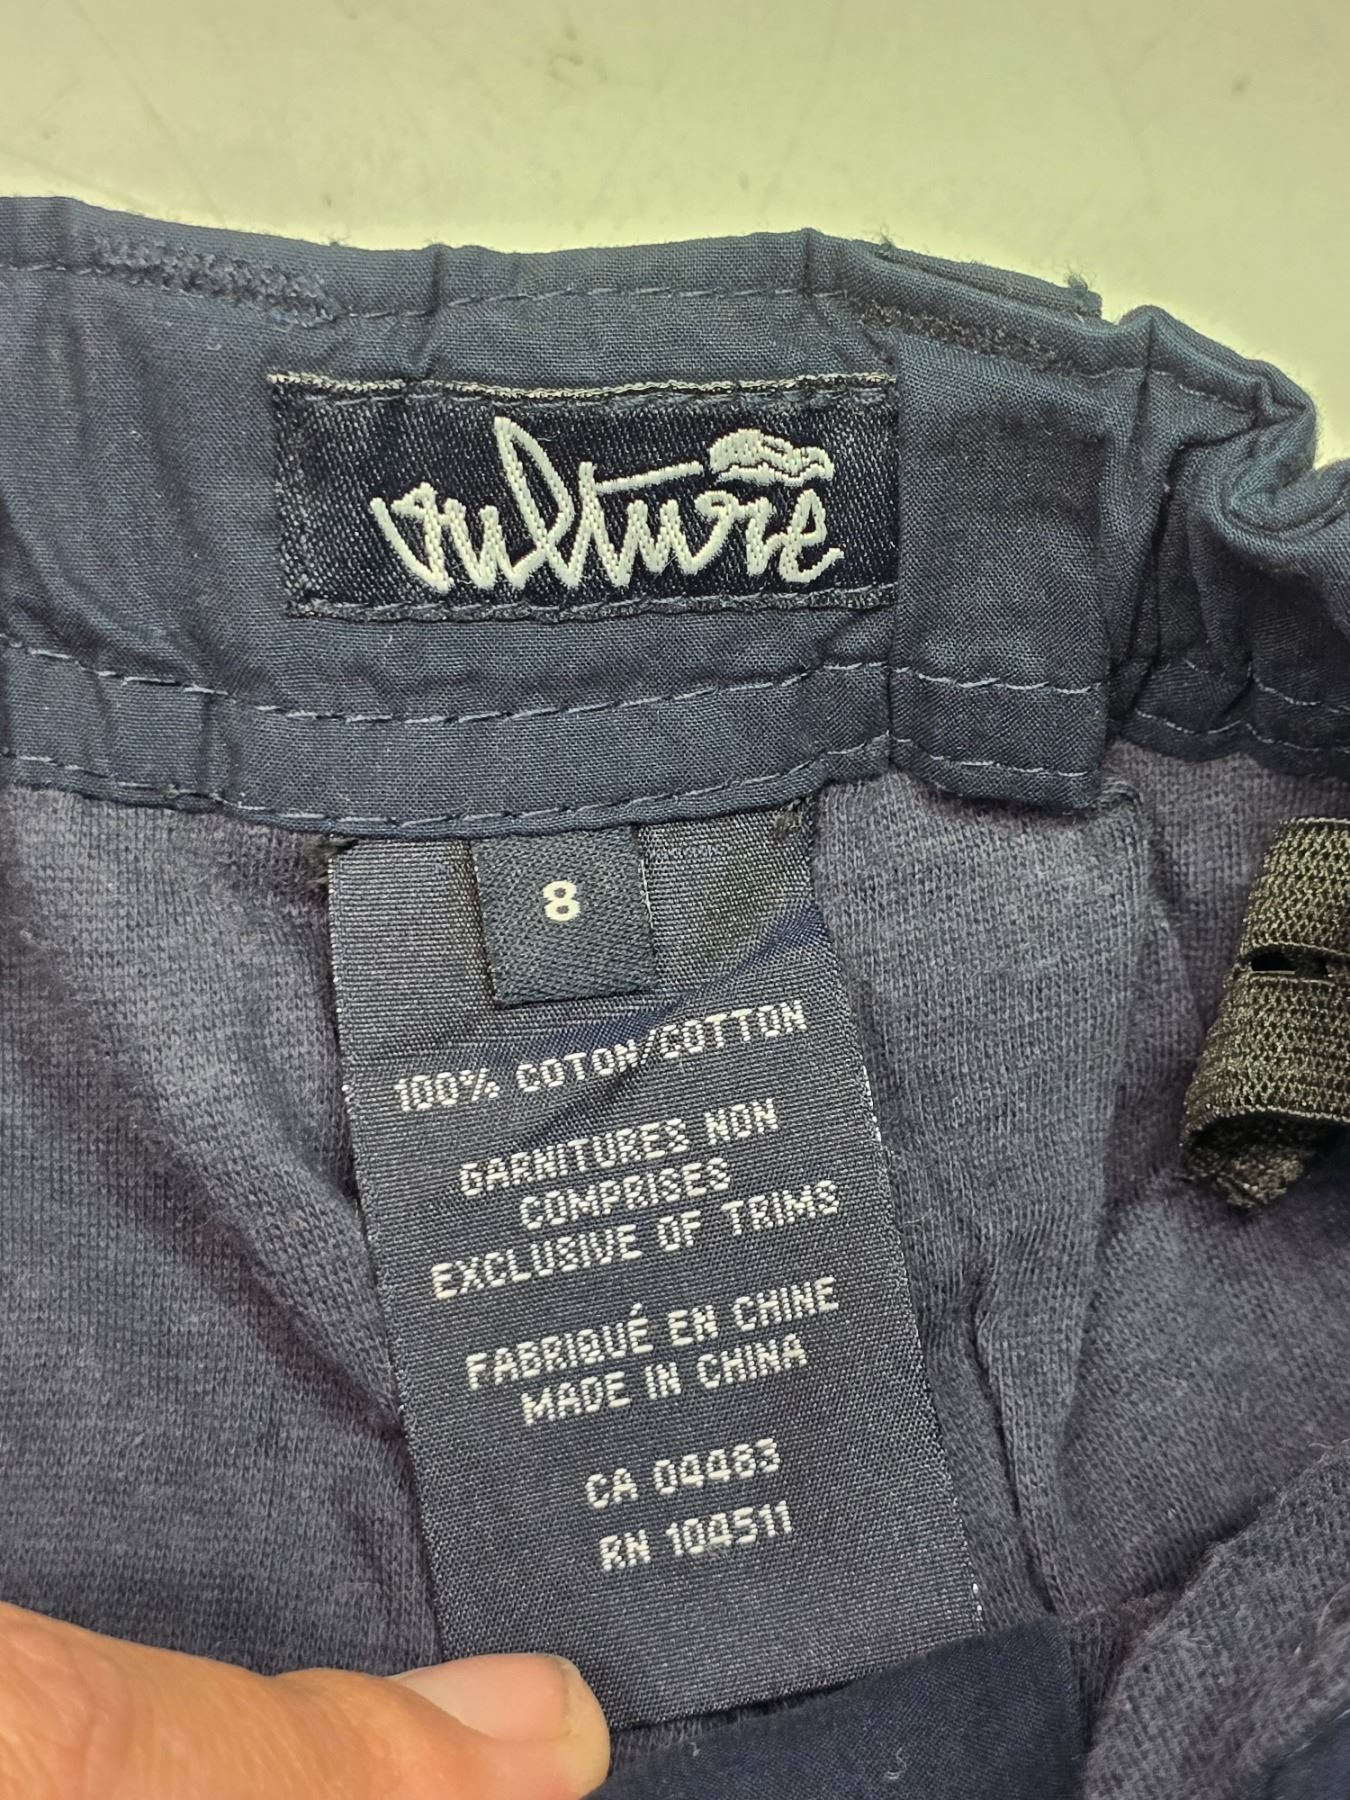 vulture
8
100% COTON/COTTON
GARNITURES NON
COMPRISES
EXCLUSIVE OF TRIMS
FABRIQUÉ EN CHINE
MADE IN CHINA
CA 04463
RN 104511